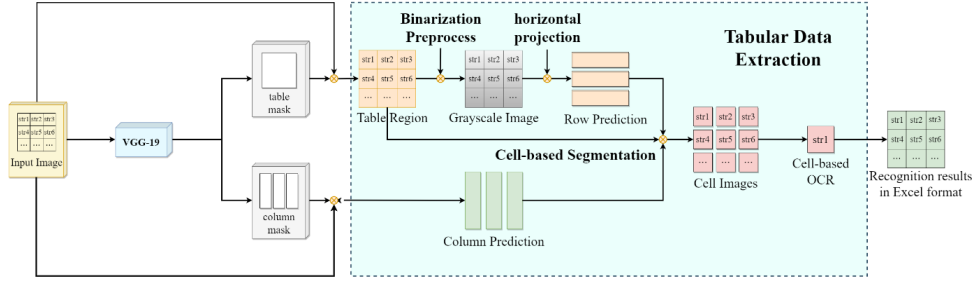 str1 str2 str3
str4 str5 str6
... ... ...
Input Image
VGG-19
table
mask
column
mask
Tabular Data
Extraction
Binarization
Preprocess
horizontal
projection
str1 str2 str3
str4 str5 str6
... ... ...
Table Region
str1 str2 str3
str4 str5 str6
... ... ...
Grayscale Image
Row Prediction
Cell-based Segmentation
Column Prediction
str1 str2 str3
str4 str5 str6
... ... ...
Cell Images
str1
Cell-based
OCR
str1 str2 str3
str4 str5 str6
... ... ...
Recognition results
in Excel format